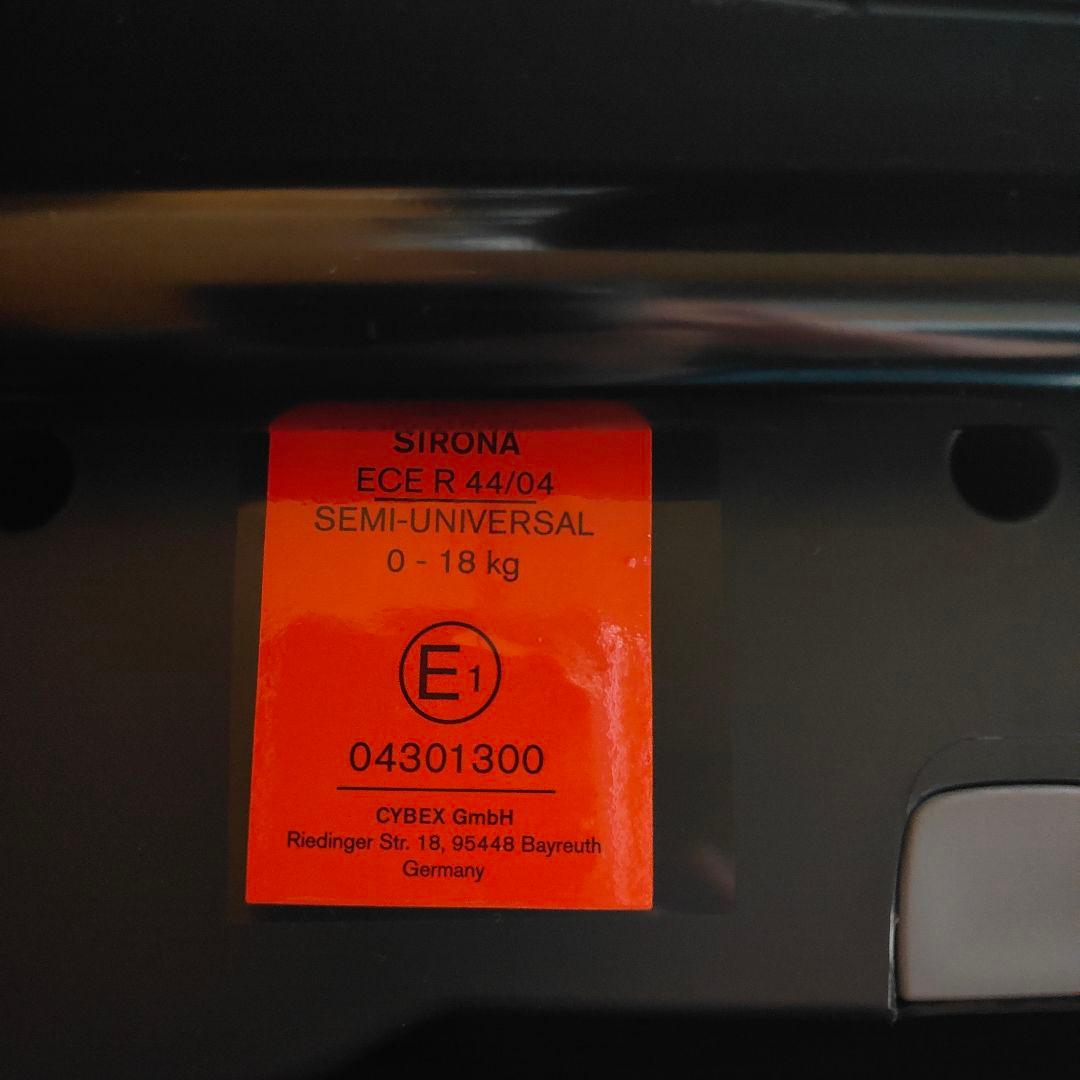 SIRONA
ECE R 44/04
SEMI-UNIVERSAL
0 - 18 kg
E1
04301300
CYBEX GmbH
Riedinger Str. 18, 95448 Bayreuth
Germany